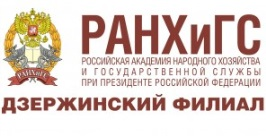 РАНХиГС
РОССИЙСКАЯ АКАДЕМИЯ НАРОДНОГО ХОЗЯЙСТВА
И ГОСУДАРСТВЕННОЙ СЛУЖБЫ
ПРИ ПРЕЗИДЕНТЕ РОССИЙСКОЙ ФЕДЕРАЦИИ
ДЗЕРЖИНСКИЙ ФИЛИАЛ